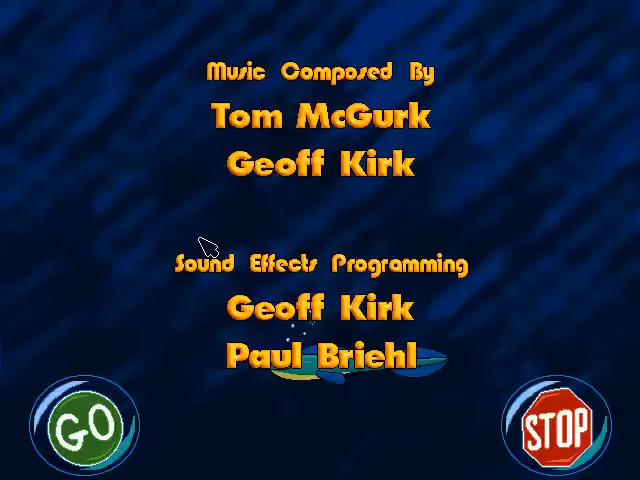 Music Composed By
Tom McGurk
Geoff Kirk
Sound Effects Programming
Geoff Kirk
Paul Briehl
GO
STOP